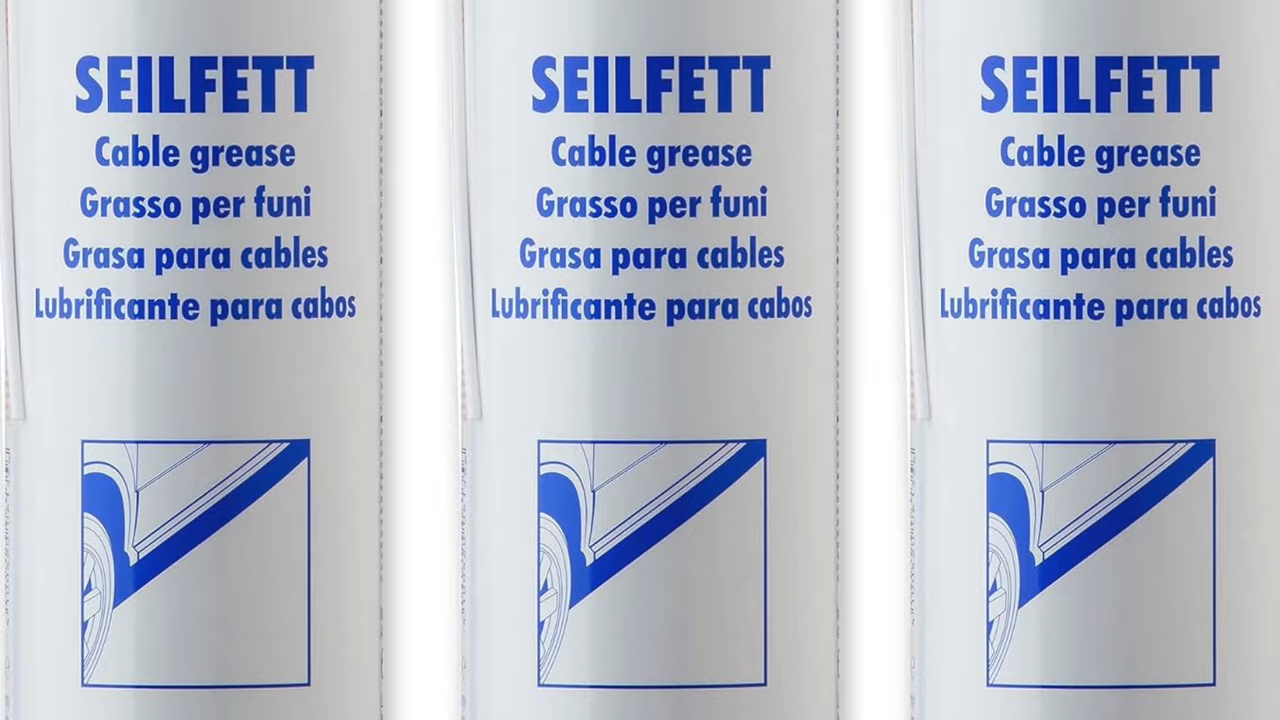 SEILFETT
Cable grease
Grasso per funi
Grasa para cables
Lubrificante para cabos
SEILFETT
Cable grease
Grasso per funi
Grasa para cables
Lubrificante para cabos
SEILFETT
Cable grease
Grasso per funi
Grasa para cables
Lubrificante para cabos